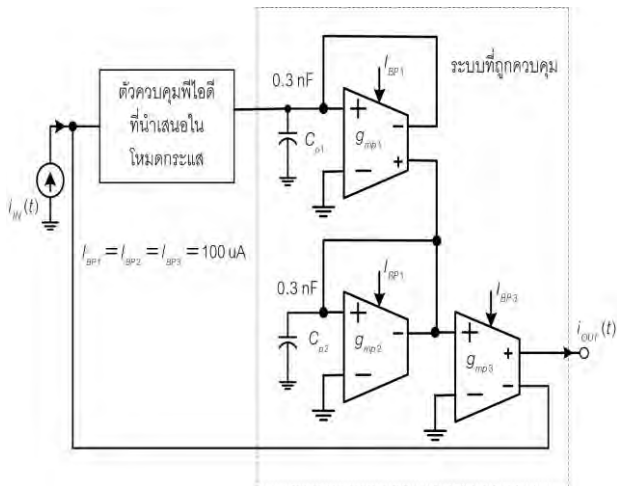 ระบบที่ถูกควบคุม
I_BP1
0.3 nF
ตัวควบคุมพีไอดี
ที่นำเสนอใน
โหมดกระแส
C_p1
+
g_mp1
−
−
+
i_IN(t)
I_BP1 = I_BP2 = I_BP3 = 100 uA
0.3 nF
I_BP1
I_BP3
C_p2
+
g_mp2
−
−
+
g_mp3
−
+
−
i_OUT(t)